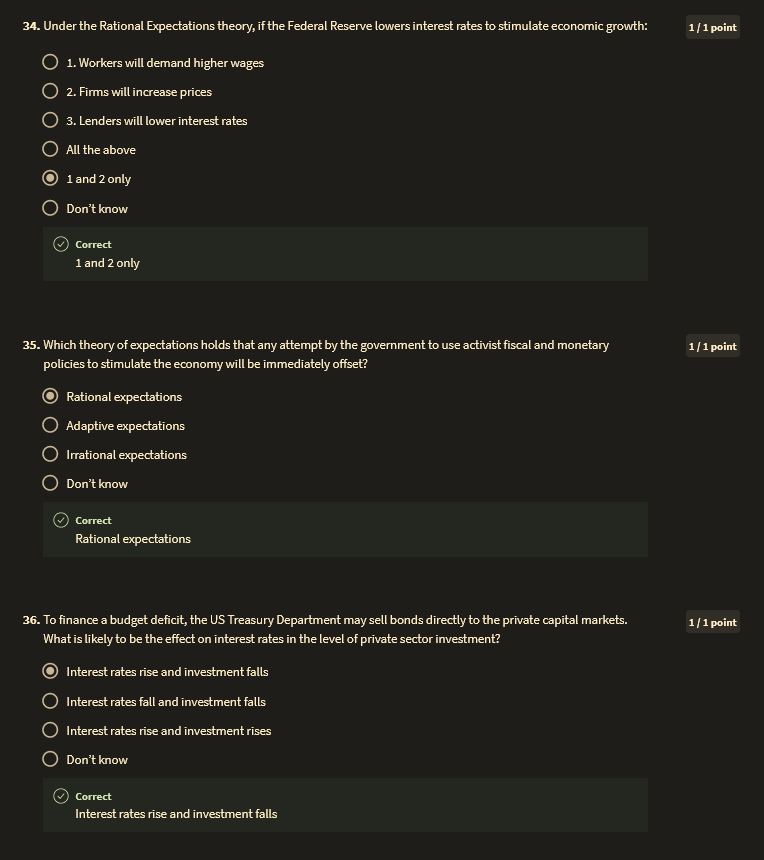 34. Under the Rational Expectations theory, if the Federal Reserve lowers interest rates to stimulate economic growth:
1 / 1 point
1. Workers will demand higher wages
2. Firms will increase prices
3. Lenders will lower interest rates
All the above
1 and 2 only
Don't know
Correct
1 and 2 only
35. Which theory of expectations holds that any attempt by the government to use activist fiscal and monetary
1 / 1 point
policies to stimulate the economy will be immediately offset?
Rational expectations
Adaptive expectations
Irrational expectations
Don't know
Correct
Rational expectations
36. To finance a budget deficit, the US Treasury Department may sell bonds directly to the private capital markets.
1 / 1 point
What is likely to be the effect on interest rates in the level of private sector investment?
Interest rates rise and investment falls
Interest rates fall and investment falls
Interest rates rise and investment rises
Don't know
Correct
Interest rates rise and investment falls